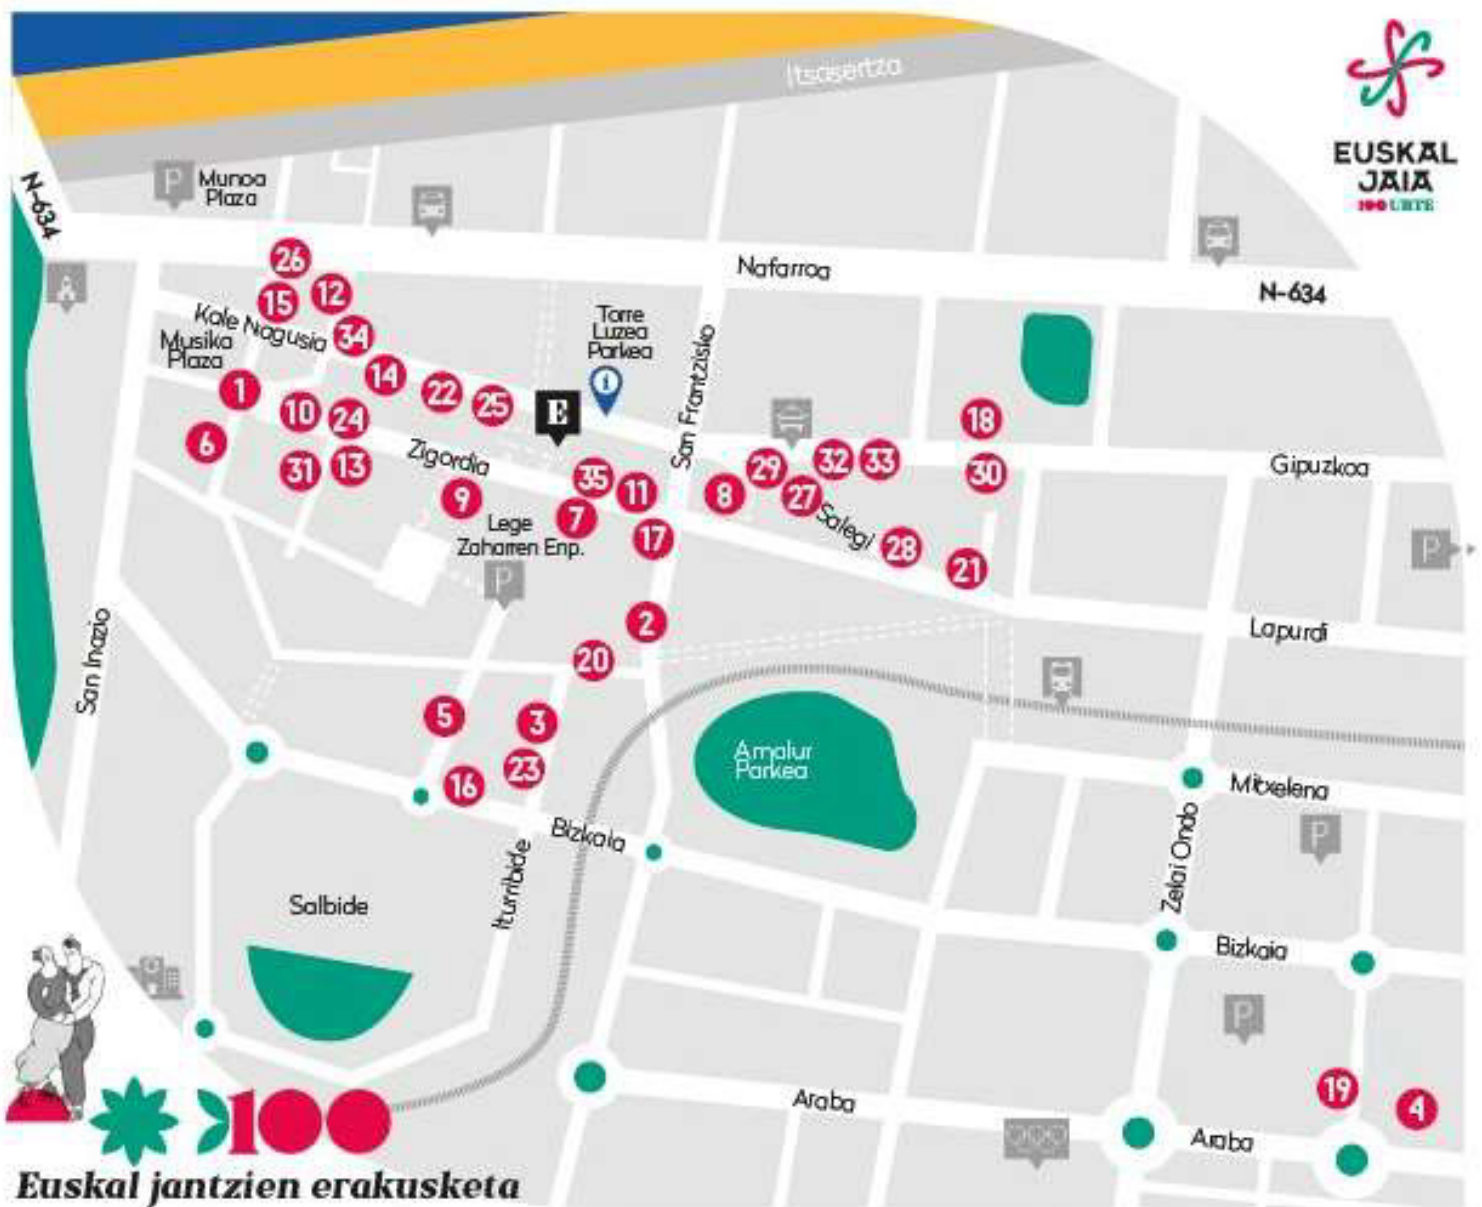 Itsasertza
EUSKAL
JAIA
100 URTE
N-634
P
Munoa
Plaza
Nafarroa
N-634
26
15
12
Kale Nagusia
34
Musika
Plaza
Torre
Luzea
Parkea
i
San Frantzisko
1
14
22
25
E
10
24
6
31
13
Zigordia
9
35
11
7
17
Lege
Zaharren Enp.
P
8
29
27
32
33
18
30
Gipuzkoa
Salegi
28
21
P
2
20
Lapurdi
San Inazio
5
3
23
16
Amalur
Parkea
Mitxelena
P
Bizkaia
Iturribide
Zelai Ondo
Salbide
Bizkaia
P
19
4
Araba
Araba
100
Euskal jantzien erakusketa